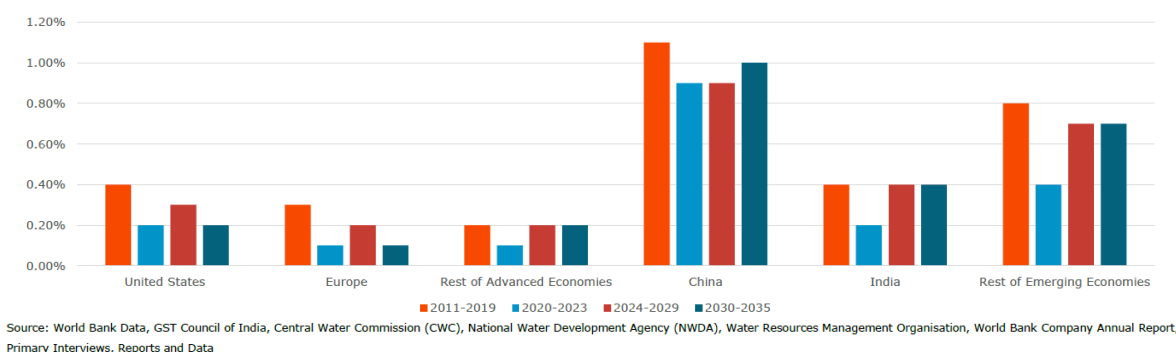 1.20%
1.00%
0.80%
0.60%
0.40%
0.20%
0.00%
United States Europe Rest of Advanced Economies China India Rest of Emerging Economies
2011-2019 2020-2023 2024-2029 2030-2035
Source: World Bank Data, GST Council of India, Central Water Commission (CWC), National Water Development Agency (NWDA), Water Resources Management Organisation, World Bank Company Annual Report,
Primary Interviews, Reports and Data